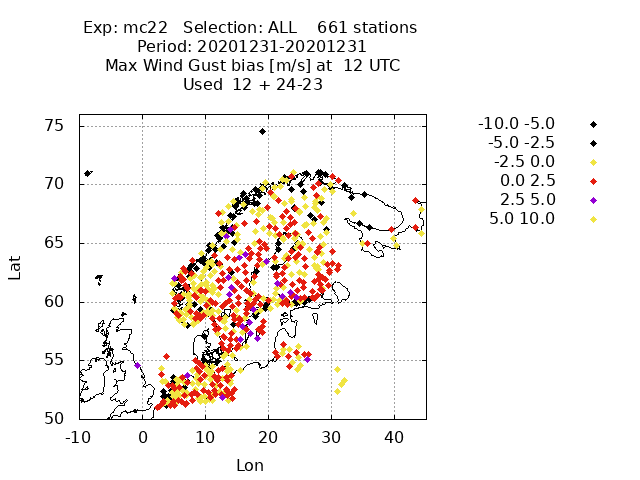 Exp: mc22   Selection: ALL    661 stations
Period: 20201231-20201231
Max Wind Gust bias [m/s] at  12 UTC
Used  12 + 24-23
-10.0 -5.0
-5.0 -2.5
-2.5 0.0
0.0 2.5
2.5 5.0
5.0 10.0
75
70
65
60
55
50
Lat
-10 0 10 20 30 40
Lon